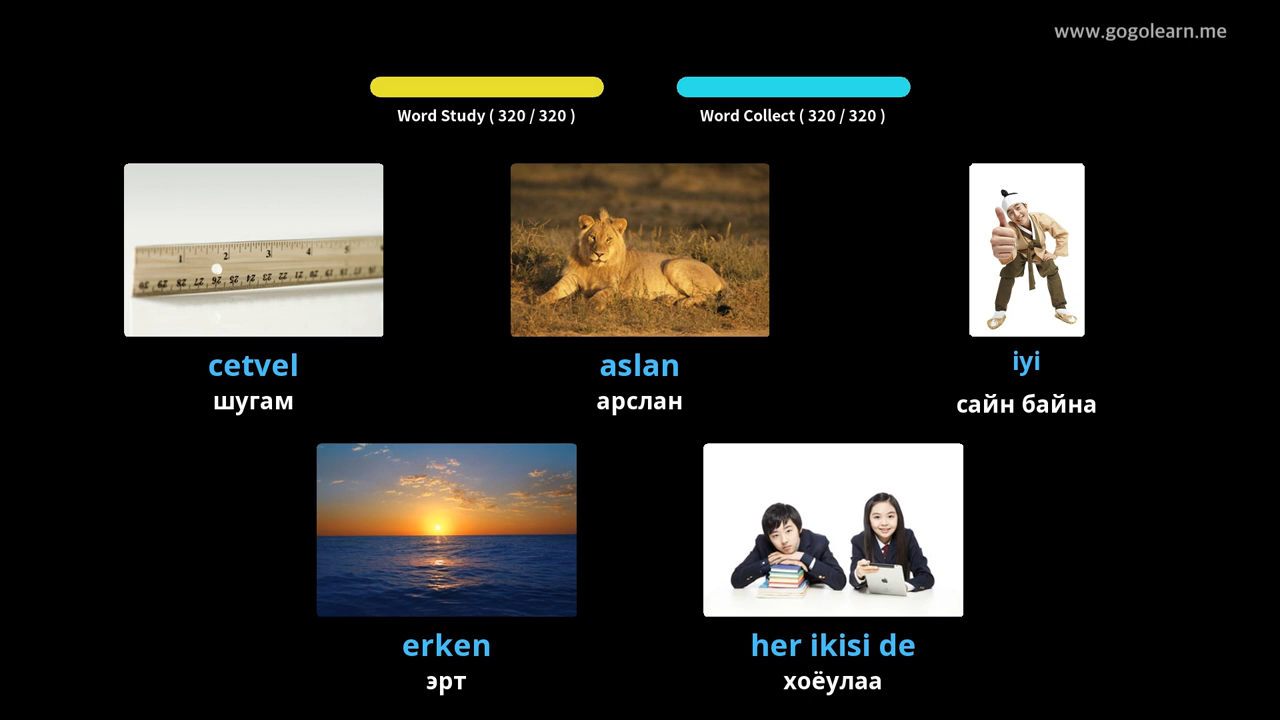 www.gogolearn.me
Word Study ( 320 / 320 )
Word Collect ( 320 / 320 )
cetvel
шугам
aslan
арслан
iyi
сайн байна
erken
эрт
her ikisi de
хоёулаа